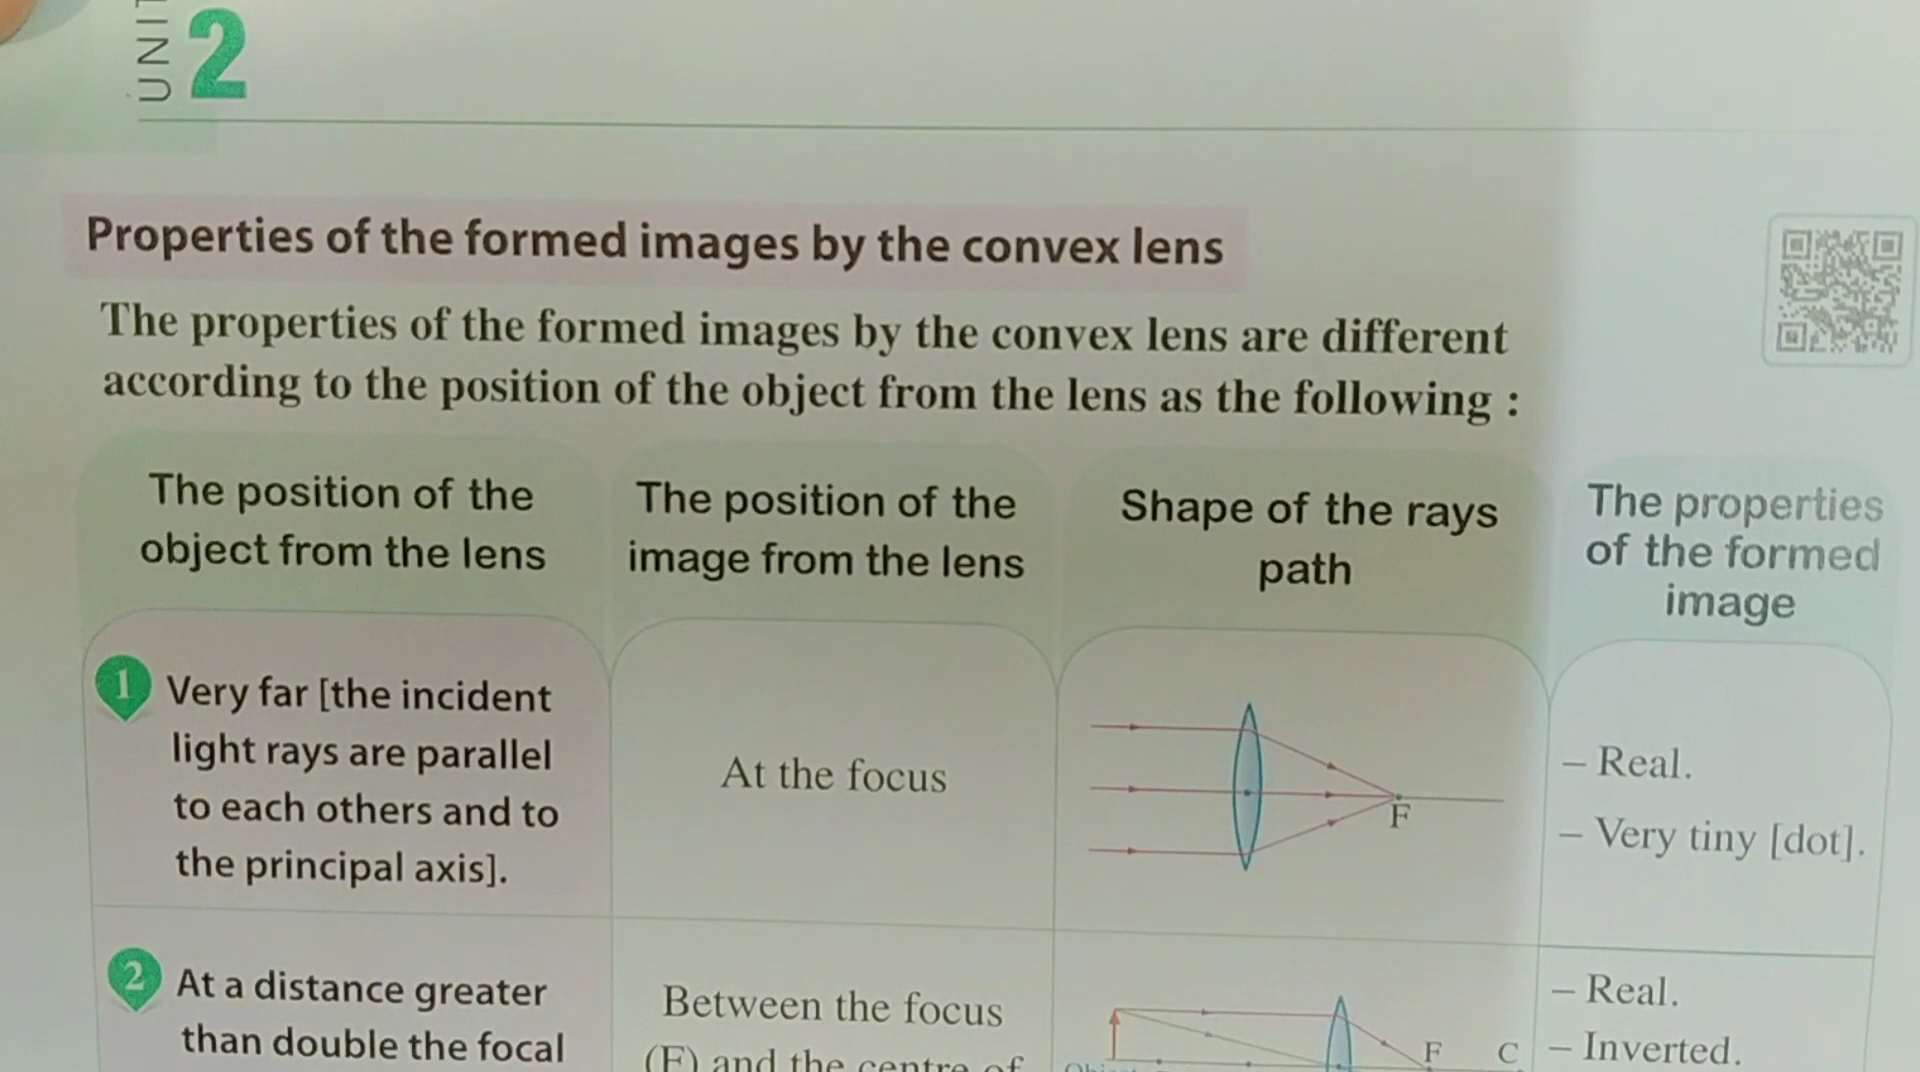 UNIT
2
Properties of the formed images by the convex lens
The properties of the formed images by the convex lens are different
according to the position of the object from the lens as the following :
The position of the
object from the lens
The position of the
image from the lens
Shape of the rays
path
The properties
of the formed
image
1 Very far [the incident
light rays are parallel
to each others and to
the principal axis].
At the focus
F
– Real.
– Very tiny [dot].
2 At a distance greater
than double the focal
Between the focus
(F) and the centre of
F C
– Real.
– Inverted.